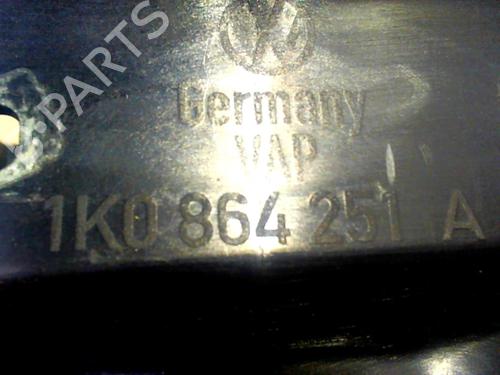 PARTS
Germany
VAP
1K0 864 251 A